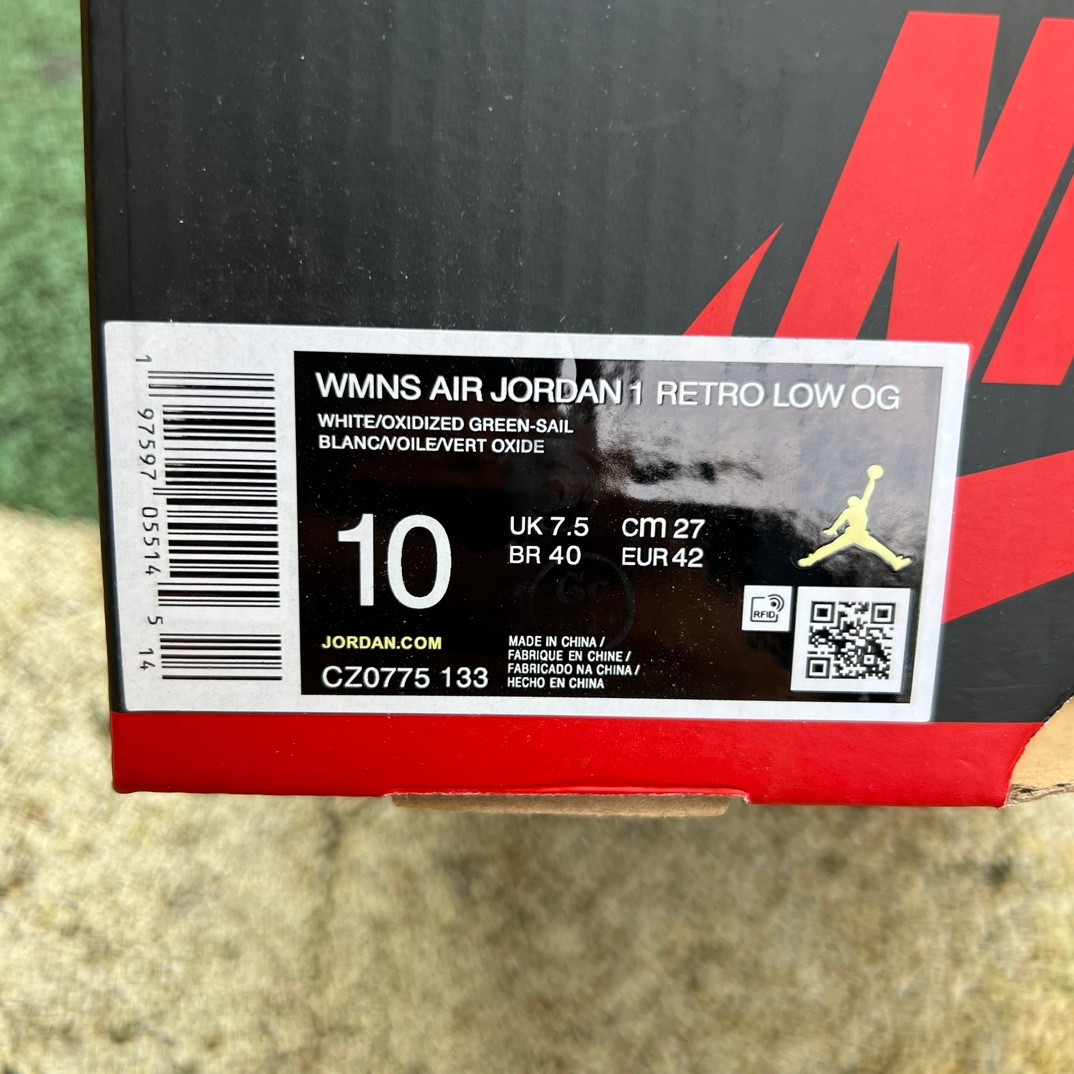 WMNS AIR JORDAN 1 RETRO LOW OG
WHITE/OXIDIZED GREEN-SAIL
BLANC/VOILE/VERT OXIDE
10
UK 7.5 cm 27
BR 40 EUR 42
JORDAN.COM
CZ0775 133
MADE IN CHINA /
FABRIQUE EN CHINE /
FABRICADO NA CHINA /
HECHO EN CHINA
RFID
1 97597 05514 5 14